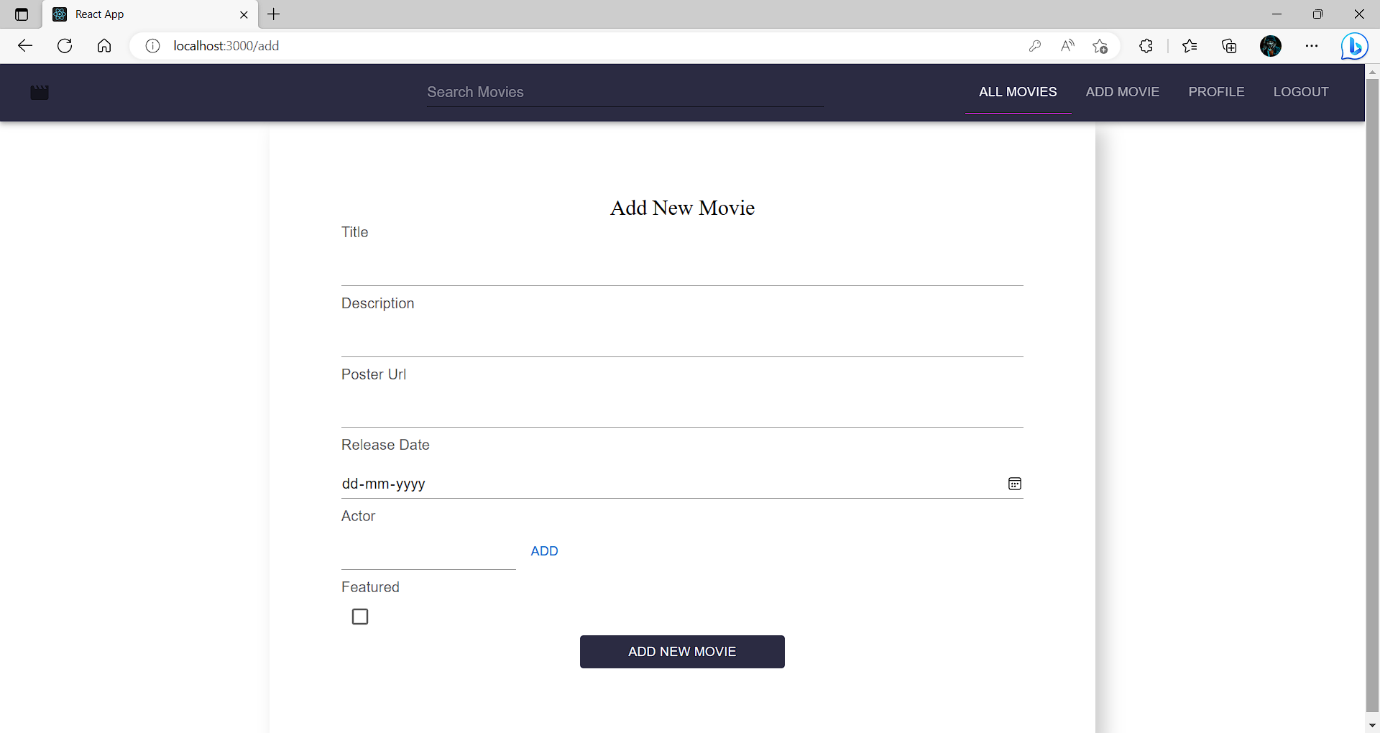 React App
localhost:3000/add
Search Movies
ALL MOVIES
ADD MOVIE
PROFILE
LOGOUT
Add New Movie
Title
Description
Poster Url
Release Date
dd-mm-yyyy
Actor
ADD
Featured
ADD NEW MOVIE